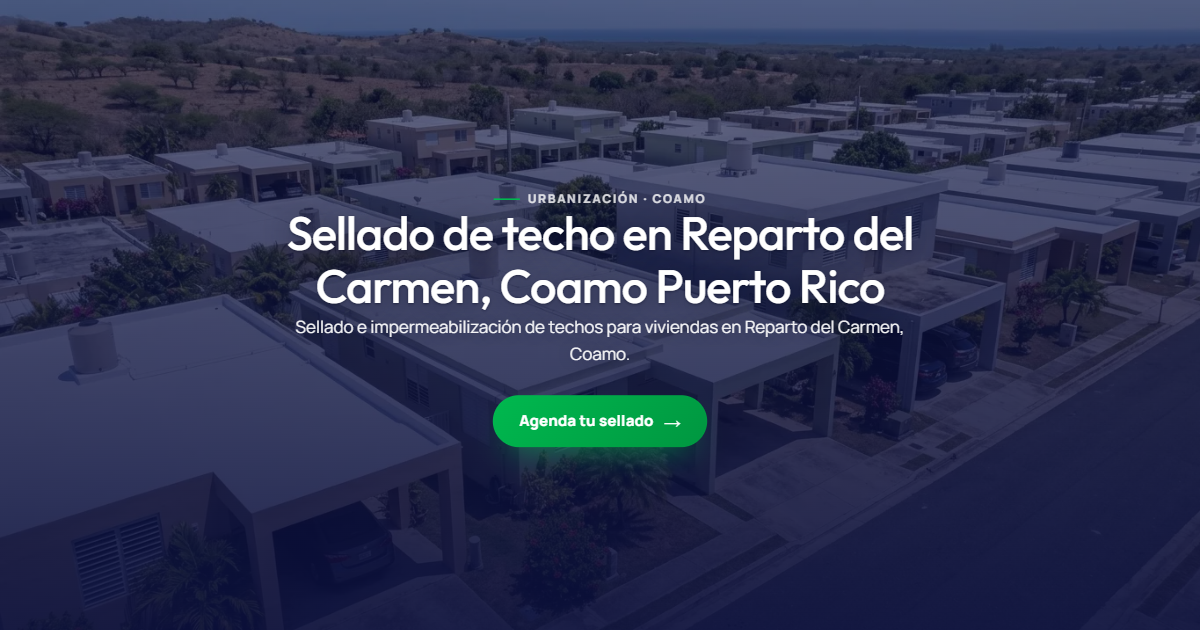 URBANIZACIÓN · COAMO
Sellado de techo en Reparto del
Carmen, Coamo Puerto Rico
Sellado e impermeabilización de techos para viviendas en Reparto del Carmen,
Coamo.
Agenda tu sellado →